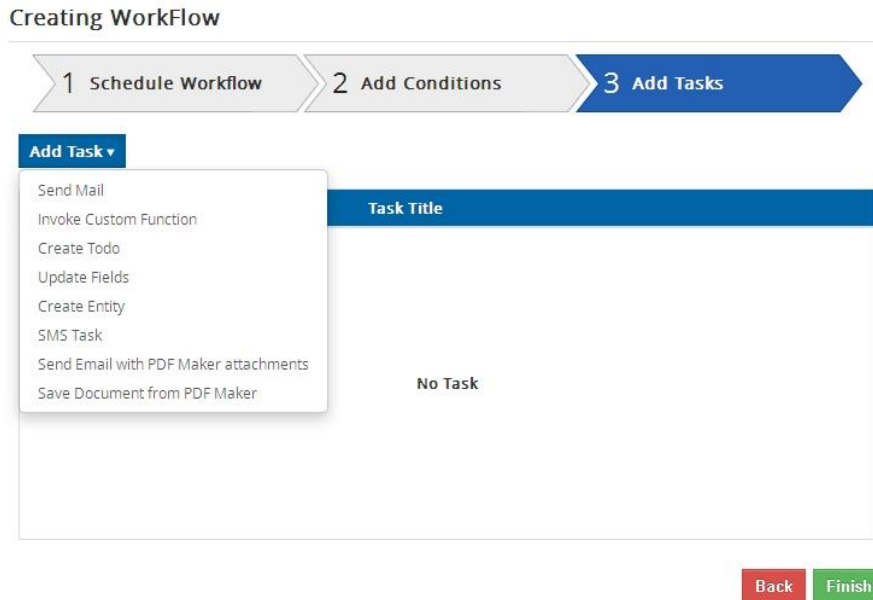 Creating WorkFlow
1 Schedule Workflow 2 Add Conditions 3 Add Tasks
Add Task ▾
Task Title
Send Mail
Invoke Custom Function
Create Todo
Update Fields
Create Entity
SMS Task
Send Email with PDF Maker attachments
Save Document from PDF Maker
No Task
Back Finish